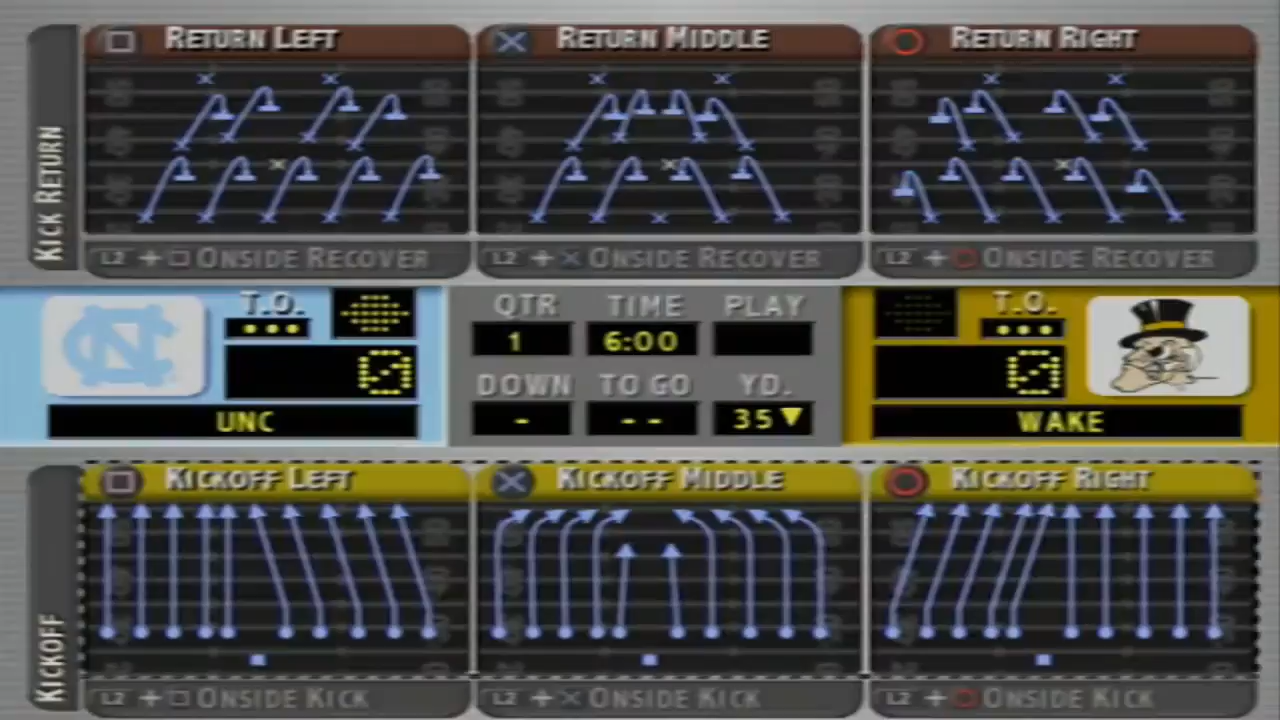 KICK RETURN
RETURN LEFT
RETURN MIDDLE
RETURN RIGHT
L2 + ONSIDE RECOVER
L2 + ONSIDE RECOVER
L2 + ONSIDE RECOVER
NC
T.O.
0
UNC
QTR TIME PLAY
1 6:00
DOWN TO GO YD.
- -- 35
T.O.
0
WAKE
KICKOFF
KICKOFF LEFT
KICKOFF MIDDLE
KICKOFF RIGHT
L2 + ONSIDE KICK
L2 + ONSIDE KICK
L2 + ONSIDE KICK